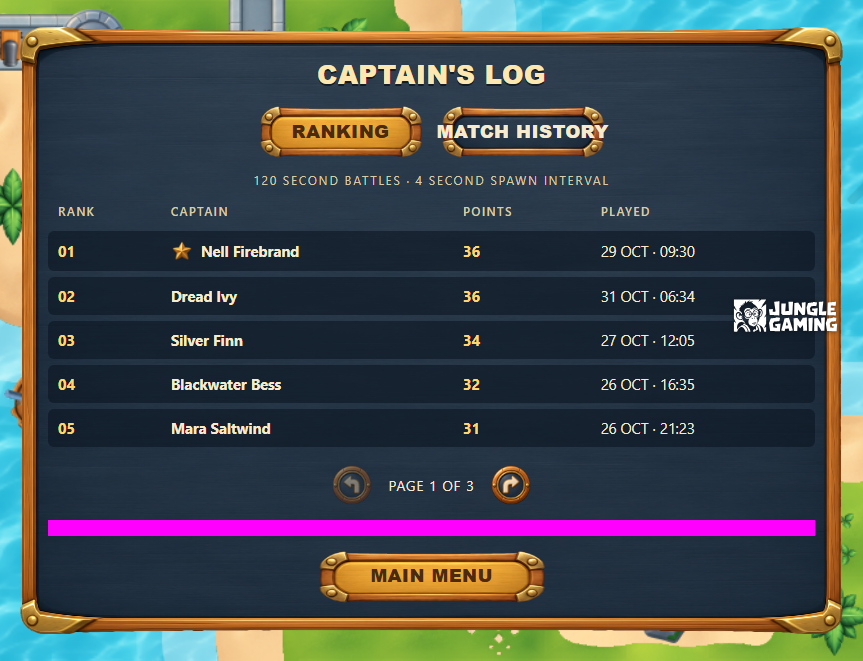 CAPTAIN'S LOG
RANKING MATCH HISTORY
120 SECOND BATTLES · 4 SECOND SPAWN INTERVAL
RANK CAPTAIN POINTS PLAYED
01 Nell Firebrand 36 29 OCT · 09:30
02 Dread Ivy 36 31 OCT · 06:34
JUNGLE
GAMING
03 Silver Finn 34 27 OCT · 12:05
04 Blackwater Bess 32 26 OCT · 16:35
05 Mara Saltwind 31 26 OCT · 21:23
PAGE 1 OF 3
MAIN MENU